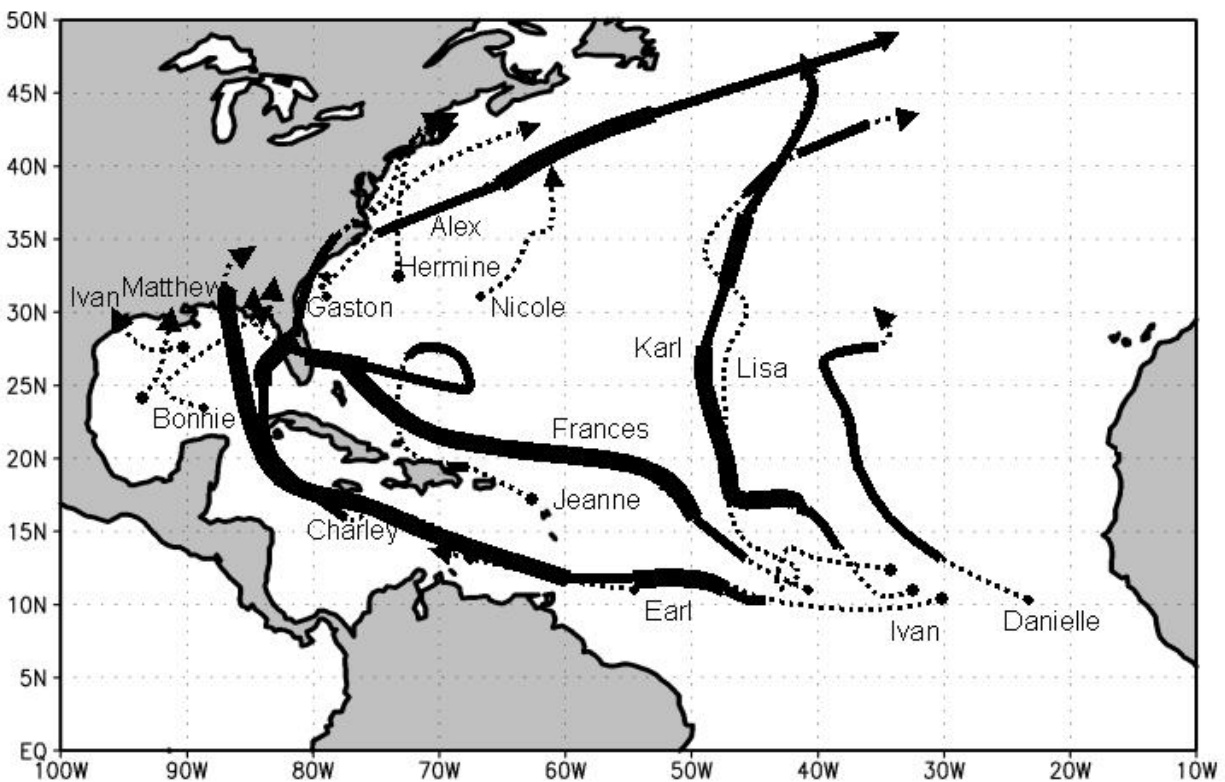 50N
45N
40N
35N
30N
25N
20N
15N
10N
5N
EQ
Alex
Hermine
Nicole
Ivan
Matthew
Gaston
Karl
Lisa
Bonnie
Frances
Jeanne
Charley
Earl
Ivan
Danielle
100W 90W 80W 70W 60W 50W 40W 30W 20W 10W